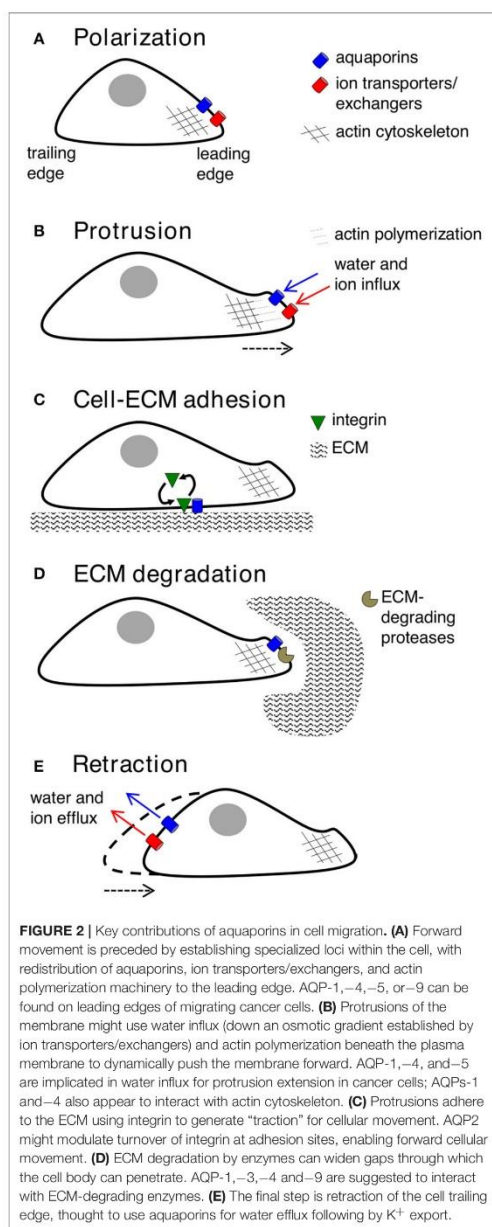 A Polarization
aquaporins
ion transporters/
exchangers
actin cytoskeleton
trailing
edge
leading
edge
B Protrusion
actin polymerization
water and
ion influx
C Cell-ECM adhesion
integrin
ECM
D ECM degradation
ECM-
degrading
proteases
E Retraction
water and
ion efflux
FIGURE 2 | Key contributions of aquaporins in cell migration. (A) Forward
movement is preceded by establishing specialized loci within the cell, with
redistribution of aquaporins, ion transporters/exchangers, and actin
polymerization machinery to the leading edge. AQP-1,−4,−5, or−9 can be
found on leading edges of migrating cancer cells. (B) Protrusions of the
membrane might use water influx (down an osmotic gradient established by
ion transporters/exchangers) and actin polymerization beneath the plasma
membrane to dynamically push the membrane forward. AQP-1,−4, and−5
are implicated in water influx for protrusion extension in cancer cells; AQPs-1
and−4 also appear to interact with actin cytoskeleton. (C) Protrusions adhere
to the ECM using integrin to generate “traction” for cellular movement. AQP2
might modulate turnover of integrin at adhesion sites, enabling forward cellular
movement. (D) ECM degradation by enzymes can widen gaps through which
the cell body can penetrate. AQP-1,−3,−4 and−9 are suggested to interact
with ECM-degrading enzymes. (E) The final step is retraction of the cell trailing
edge, thought to use aquaporins for water efflux following by K⁺ export.